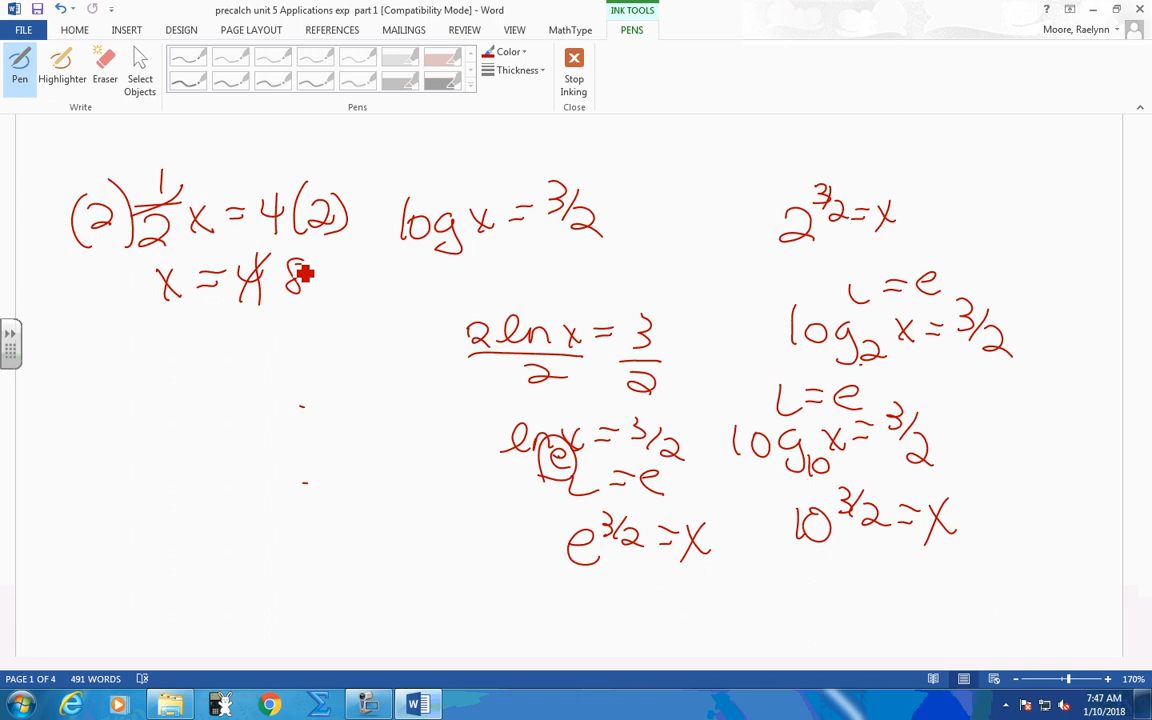 precalch unit 5 Applications exp part 1 [Compatibility Mode] - Word
INK TOOLS
FILE HOME INSERT DESIGN PAGE LAYOUT REFERENCES MAILINGS REVIEW VIEW MathType PENS Moore, Raelynn
Pen Highlighter Eraser Select Objects
Color
Thickness
Stop Inking
Write Pens Close
(2) 1/2 x = 4(2)
x = 4 8
log x = 3/2
2 ln x / 2 = 3 / 2
ln x = 3/2
e
L = e
e^3/2 = x
2^3/2 = x
L = e
log_2 x = 3/2
L = e
log_10 x = 3/2
10^3/2 = x
PAGE 1 OF 4 491 WORDS 170%
7:47 AM
1/10/2018